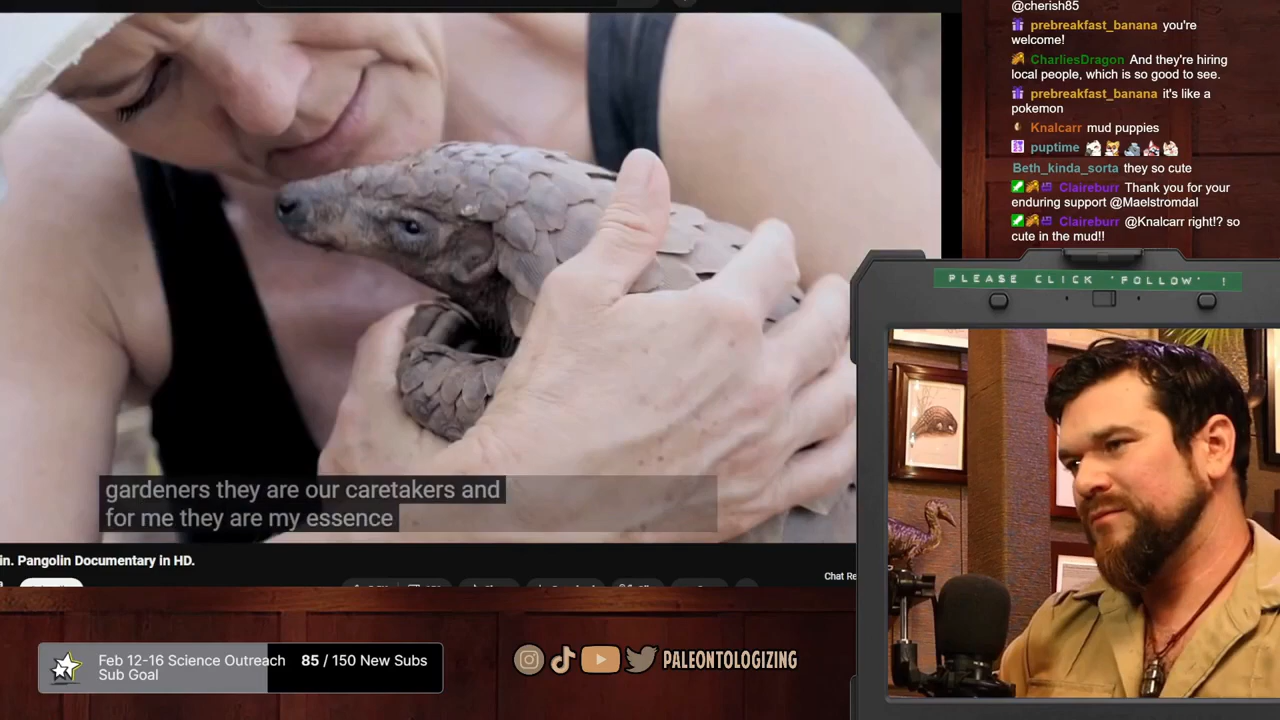 @cherish85
prebreakfast_banana you're
welcome!
CharliesDragon And they're hiring
local people, which is so good to see.
prebreakfast_banana it's like a
pokemon
Knalcarr mud puppies
puptime
Beth_kinda_sorta they so cute
Claireburr Thank you for your
enduring support @Maelstromdal
Claireburr @Knalcarr right!? so
cute in the mud!!
PLEASE CLICK 'FOLLOW' !
gardeners they are our caretakers and
for me they are my essence
in. Pangolin Documentary in HD.
Chat Re
Feb 12-16 Science Outreach
Sub Goal
85 / 150 New Subs
PALEONTOLOGIZING